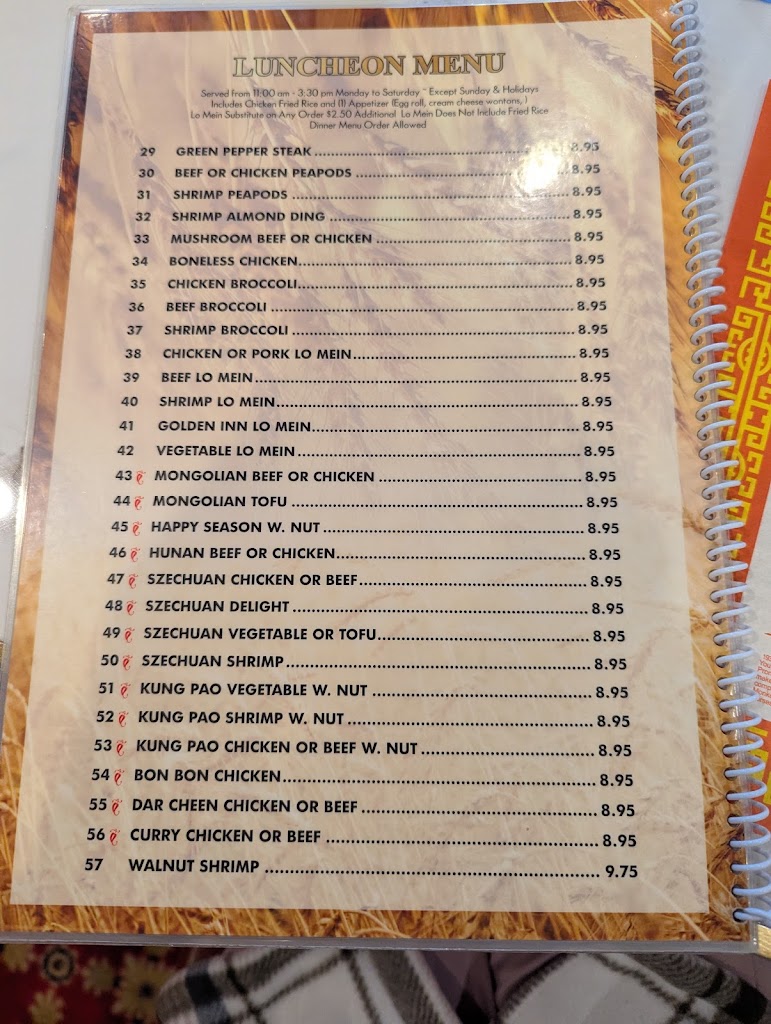 LUNCHEON MENU
Served from 11:00 am - 3:30 pm Monday to Saturday ~ Except Sunday & Holidays
Includes Chicken Fried Rice and (1) Appetizer (Egg roll, cream cheese wontons, )
Lo Mein Substitute on Any Order $2.50 Additional Lo Mein Does Not Include Fried Rice
Dinner Menu Order Allowed
29 GREEN PEPPER STEAK 8.95
30 BEEF OR CHICKEN PEAPODS 8.95
31 SHRIMP PEAPODS 8.95
32 SHRIMP ALMOND DING 8.95
33 MUSHROOM BEEF OR CHICKEN 8.95
34 BONELESS CHICKEN 8.95
35 CHICKEN BROCCOLI 8.95
36 BEEF BROCCOLI 8.95
37 SHRIMP BROCCOLI 8.95
38 CHICKEN OR PORK LO MEIN 8.95
39 BEEF LO MEIN 8.95
40 SHRIMP LO MEIN 8.95
41 GOLDEN INN LO MEIN 8.95
42 VEGETABLE LO MEIN 8.95
43 MONGOLIAN BEEF OR CHICKEN 8.95
44 MONGOLIAN TOFU 8.95
45 HAPPY SEASON W. NUT 8.95
46 HUNAN BEEF OR CHICKEN 8.95
47 SZECHUAN CHICKEN OR BEEF 8.95
48 SZECHUAN DELIGHT 8.95
49 SZECHUAN VEGETABLE OR TOFU 8.95
50 SZECHUAN SHRIMP 8.95
51 KUNG PAO VEGETABLE W. NUT 8.95
52 KUNG PAO SHRIMP W. NUT 8.95
53 KUNG PAO CHICKEN OR BEEF W. NUT 8.95
54 BON BON CHICKEN 8.95
55 DAR CHEEN CHICKEN OR BEEF 8.95
56 CURRY CHICKEN OR BEEF 8.95
57 WALNUT SHRIMP 9.75